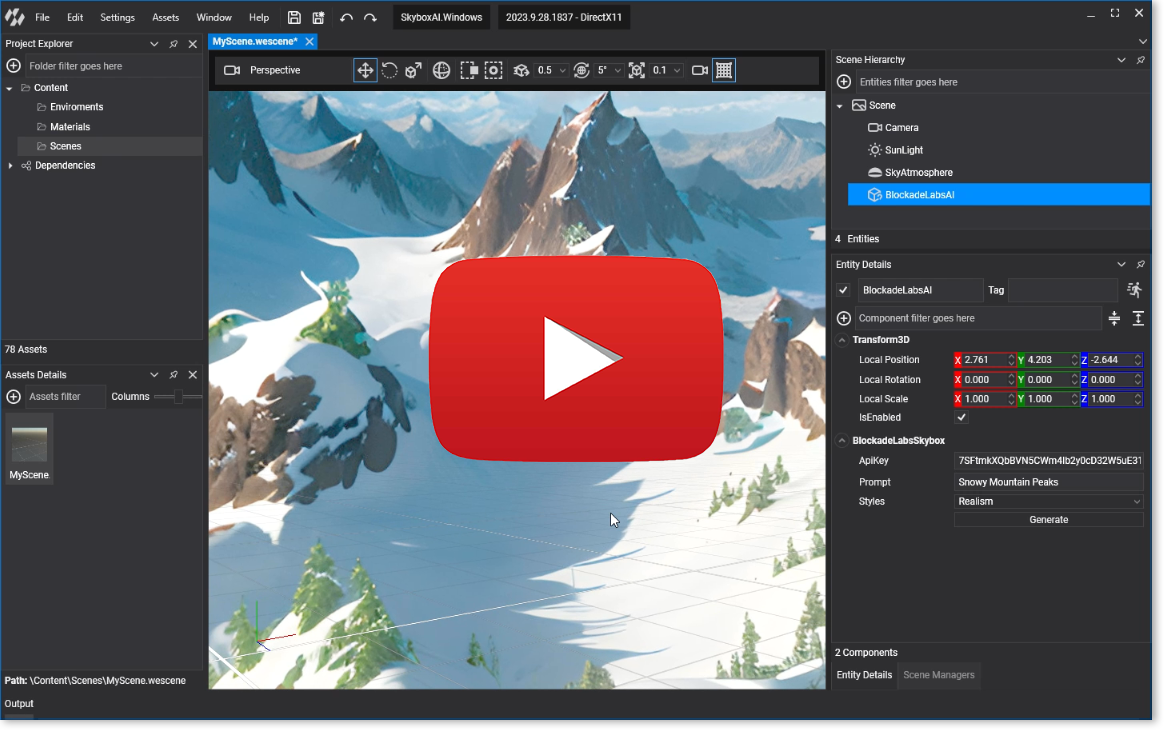 File Edit Settings Assets Window Help SkyboxAI.Windows 2023.9.28.1837 - DirectX11
Project Explorer
Folder filter goes here
Content
Enviroments
Materials
Scenes
Dependencies
78 Assets
Assets Details
Assets filter Columns
MyScene.
Path: \Content\Scenes\MyScene.wescene
Output
MyScene.wescene*
Perspective 0.5 5° 0.1
Scene Hierarchy
Entities filter goes here
Scene
Camera
SunLight
SkyAtmosphere
BlockadeLabsAI
4 Entities
Entity Details
BlockadeLabsAI Tag
Component filter goes here
Transform3D
Local Position X 2.761 Y 4.203 Z -2.644
Local Rotation X 0.000 Y 0.000 Z 0.000
Local Scale X 1.000 Y 1.000 Z 1.000
IsEnabled
BlockadeLabsSkybox
ApiKey
Prompt Snowy Mountain Peaks
Styles Realism
Generate
2 Components
Entity Details Scene Managers